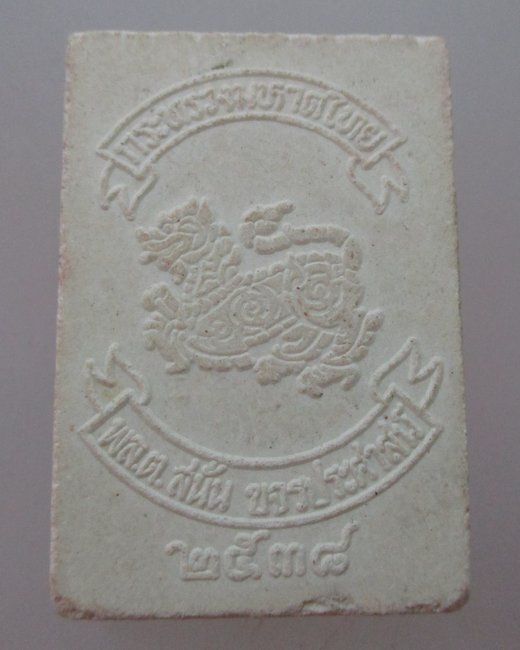 กระทรวงมหาดไทย
พล.ต. สนั่น ขจรประศาสน์
๒๕๓๘